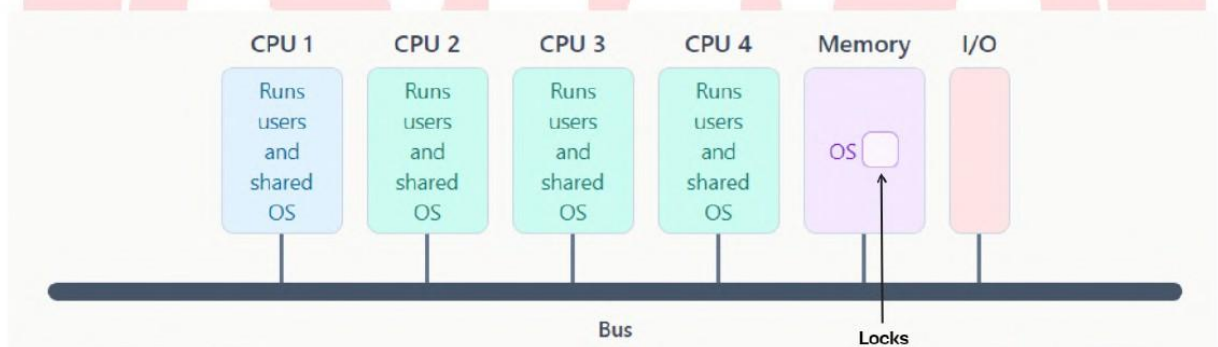 CPU 1
CPU 2
CPU 3
CPU 4
Memory
I/O
Runs
users
and
shared
OS
Runs
users
and
shared
OS
Runs
users
and
shared
OS
Runs
users
and
shared
OS
OS
Bus
Locks